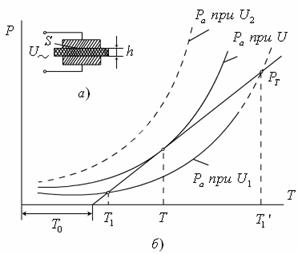 P
S
U~
h
а)
Pₐ при U₂
Pₐ при U
P_T
Pₐ при U₁
T₀
T₁
T
T₁'
T
б)